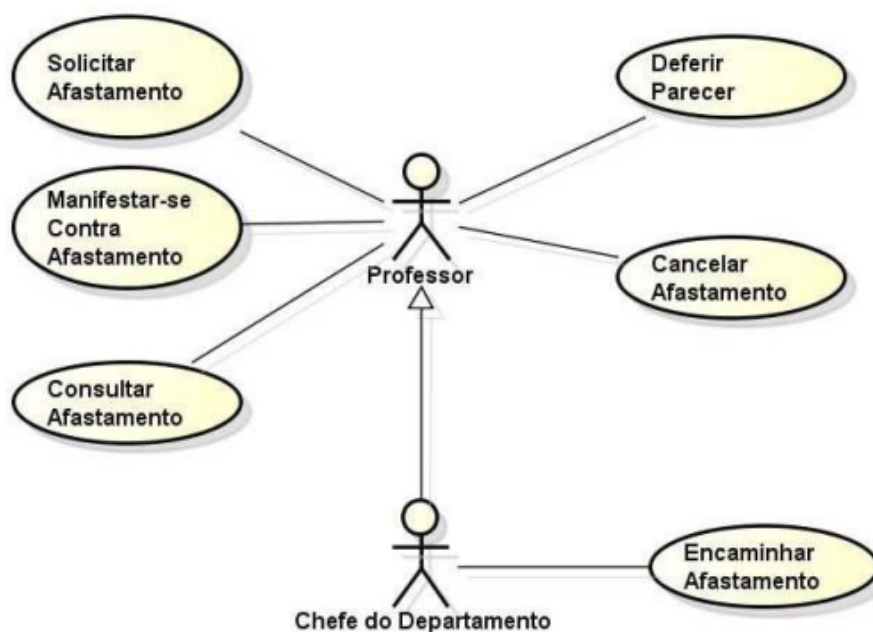 Solicitar
Afastamento
Deferir
Parecer
Manifestar-se
Contra
Afastamento
Professor
Cancelar
Afastamento
Consultar
Afastamento
Encaminhar
Afastamento
Chefe do Departamento